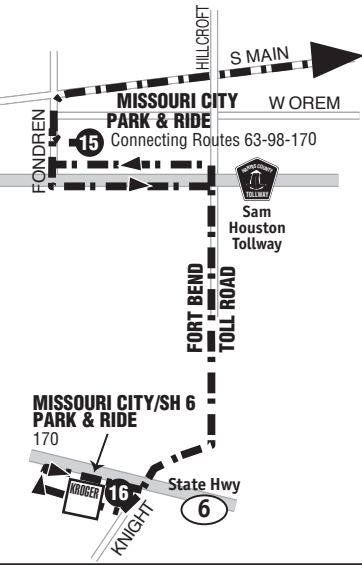 HILLCROFT
S MAIN
MISSOURI CITY
PARK & RIDE
W OREM
15
Connecting Routes 63-98-170
FONDREN
HARRIS COUNTY
TOLLWAY
Sam
Houston
Tollway
FORT BEND
TOLL ROAD
MISSOURI CITY/SH 6
PARK & RIDE
170
KROGER
16
State Hwy
6
KNIGHT